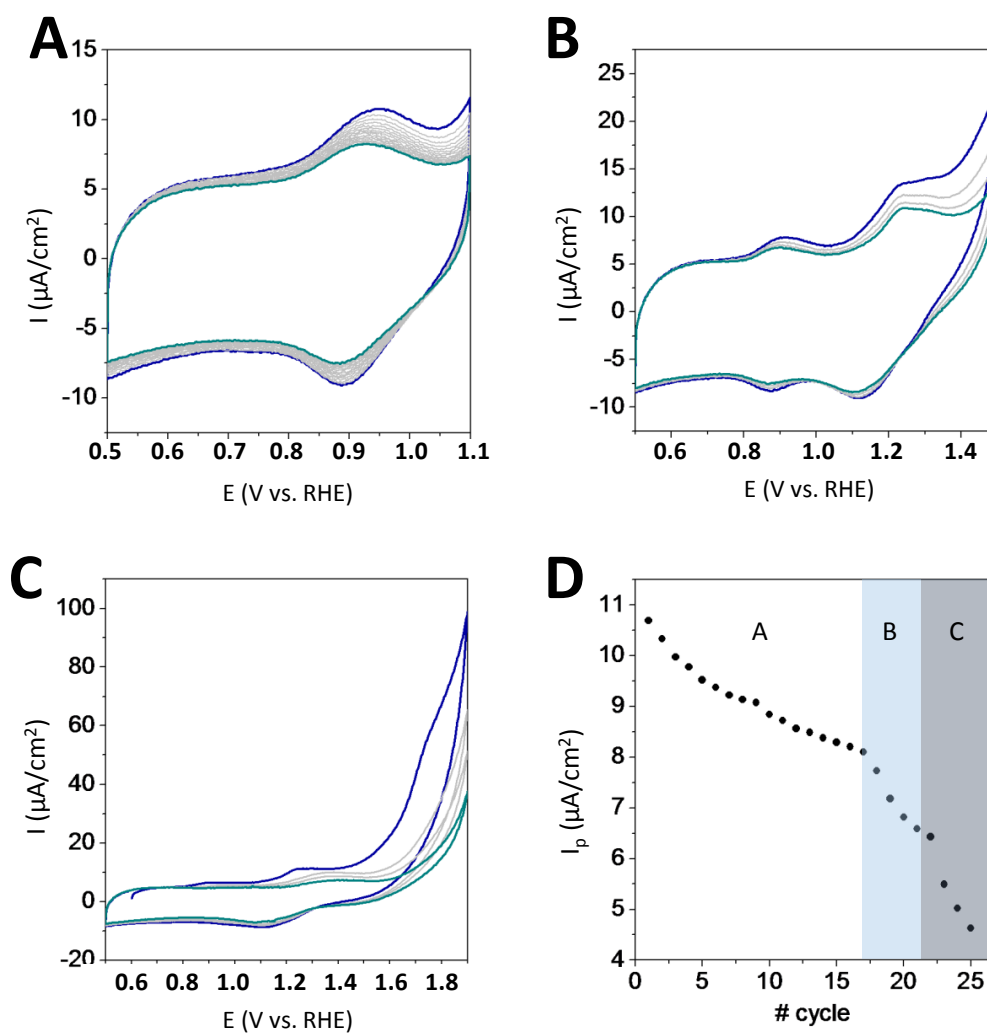 A
15
10
5
0
-5
-10
I (µA/cm²)
0.5 0.6 0.7 0.8 0.9 1.0 1.1
E (V vs. RHE)
B
25
20
15
10
5
0
-5
-10
I (µA/cm²)
0.6 0.8 1.0 1.2 1.4
E (V vs. RHE)
C
100
80
60
40
20
0
-20
I (µA/cm²)
0.6 0.8 1.0 1.2 1.4 1.6 1.8
E (V vs. RHE)
D
11
10
9
8
7
6
5
4
A B C
Iₚ (µA/cm²)
0 5 10 15 20 25
# cycle